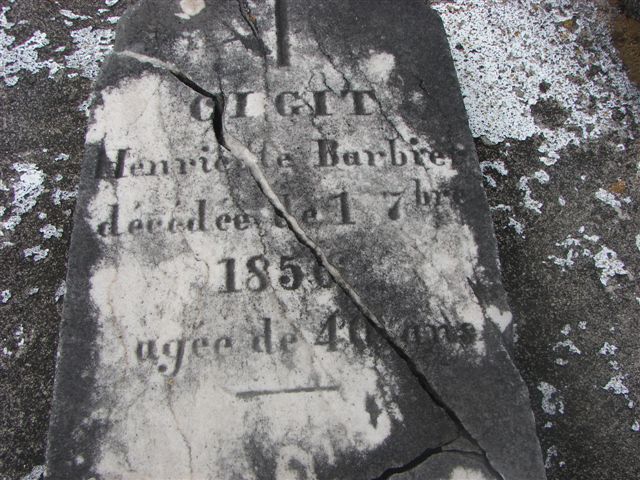 CI GIT
Henriette Barbier
décédée le 1 7bre
1856
agée de 40 ans